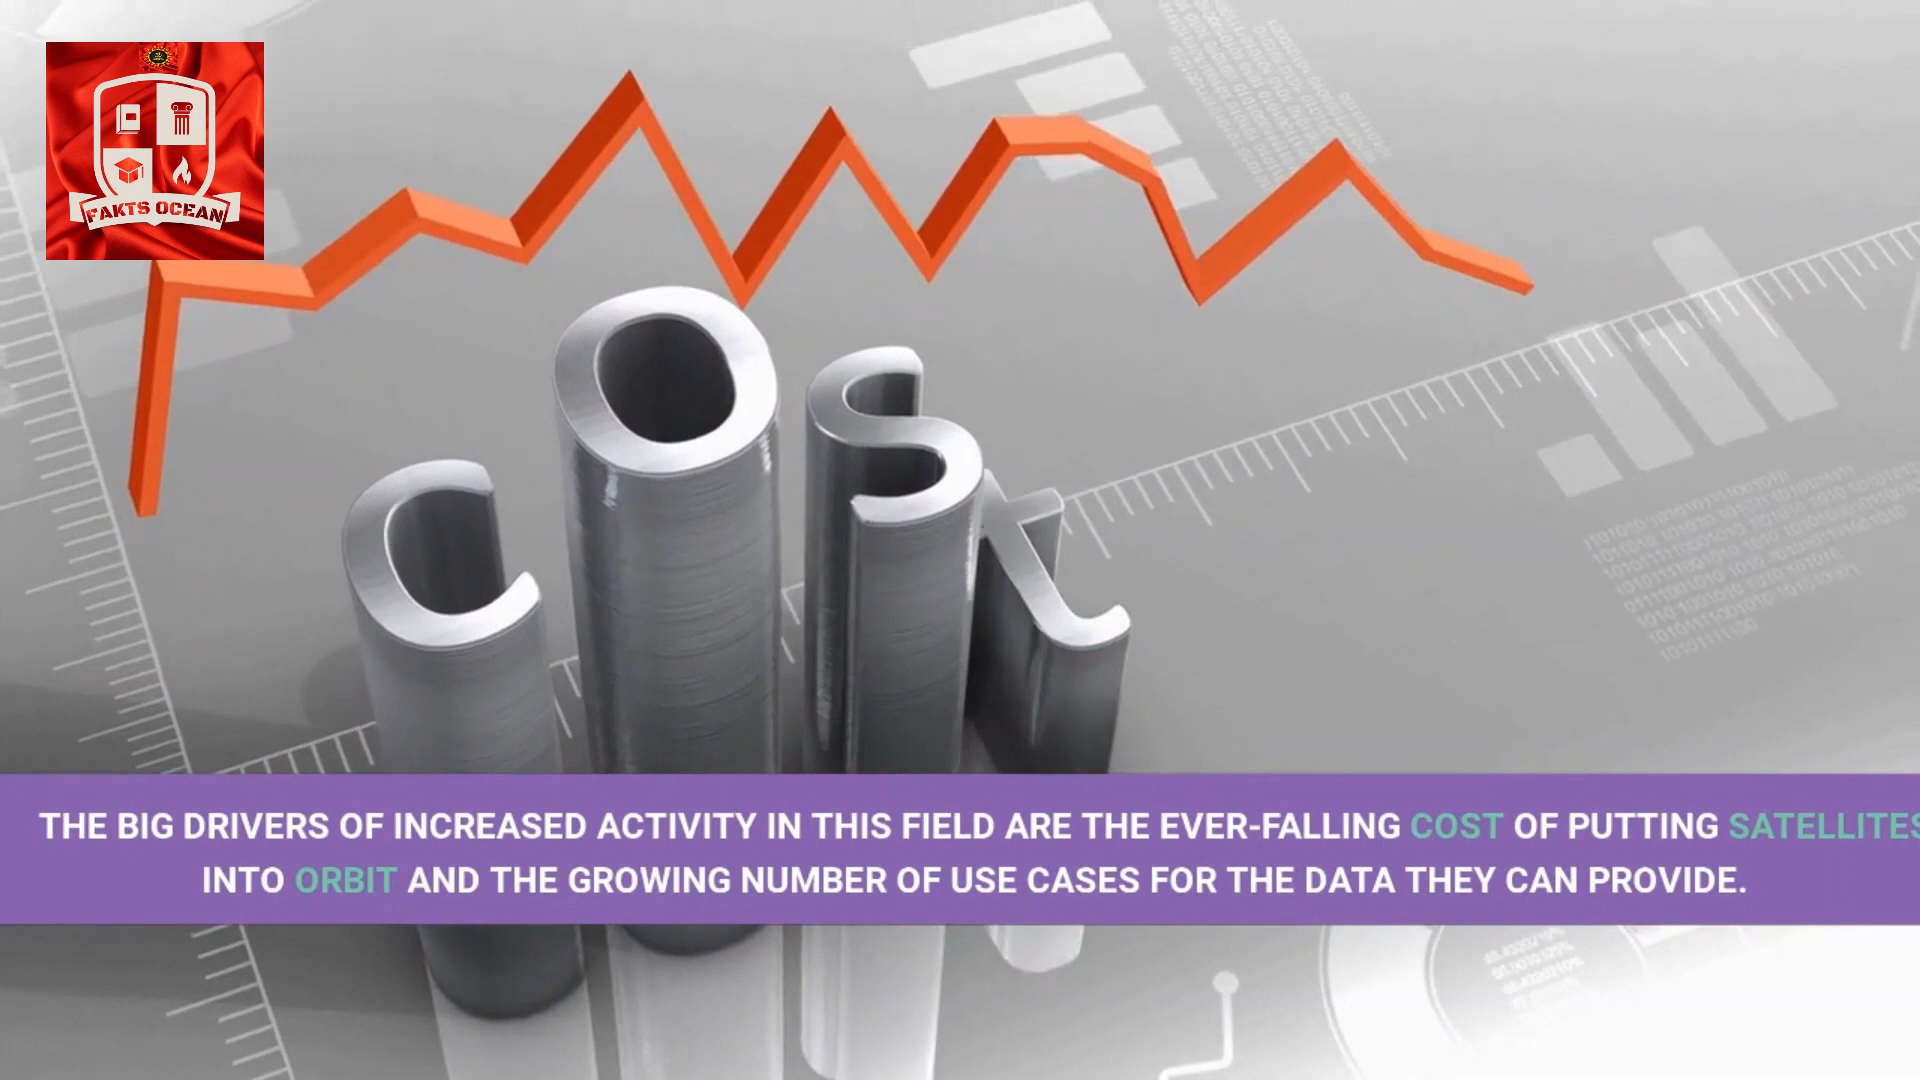 FAKTS OCEAN
cost
THE BIG DRIVERS OF INCREASED ACTIVITY IN THIS FIELD ARE THE EVER-FALLING COST OF PUTTING SATELLITES
INTO ORBIT AND THE GROWING NUMBER OF USE CASES FOR THE DATA THEY CAN PROVIDE.